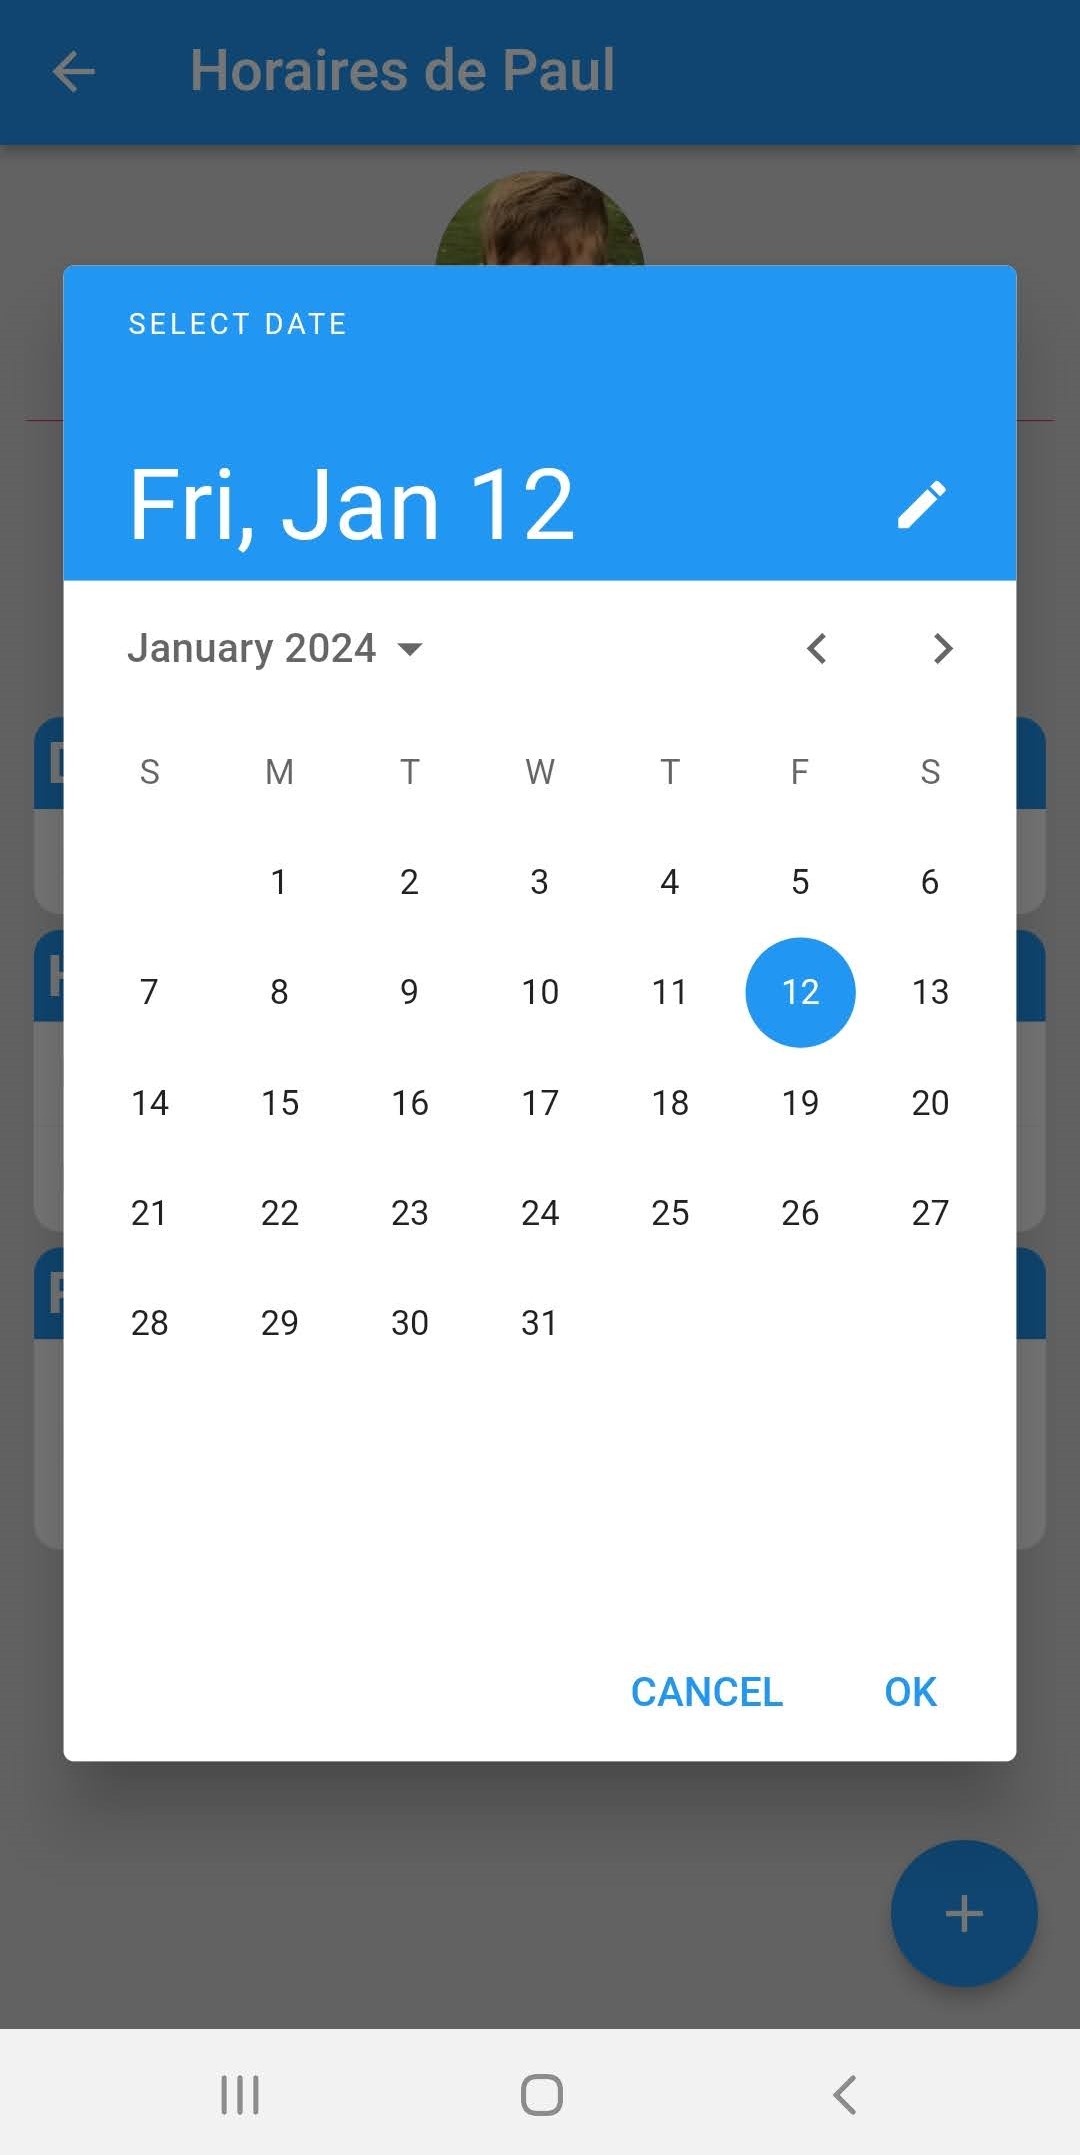 Horaires de Paul
SELECT DATE
Fri, Jan 12
January 2024
S M T W T F S
1 2 3 4 5 6
7 8 9 10 11 12 13
14 15 16 17 18 19 20
21 22 23 24 25 26 27
28 29 30 31
CANCEL OK